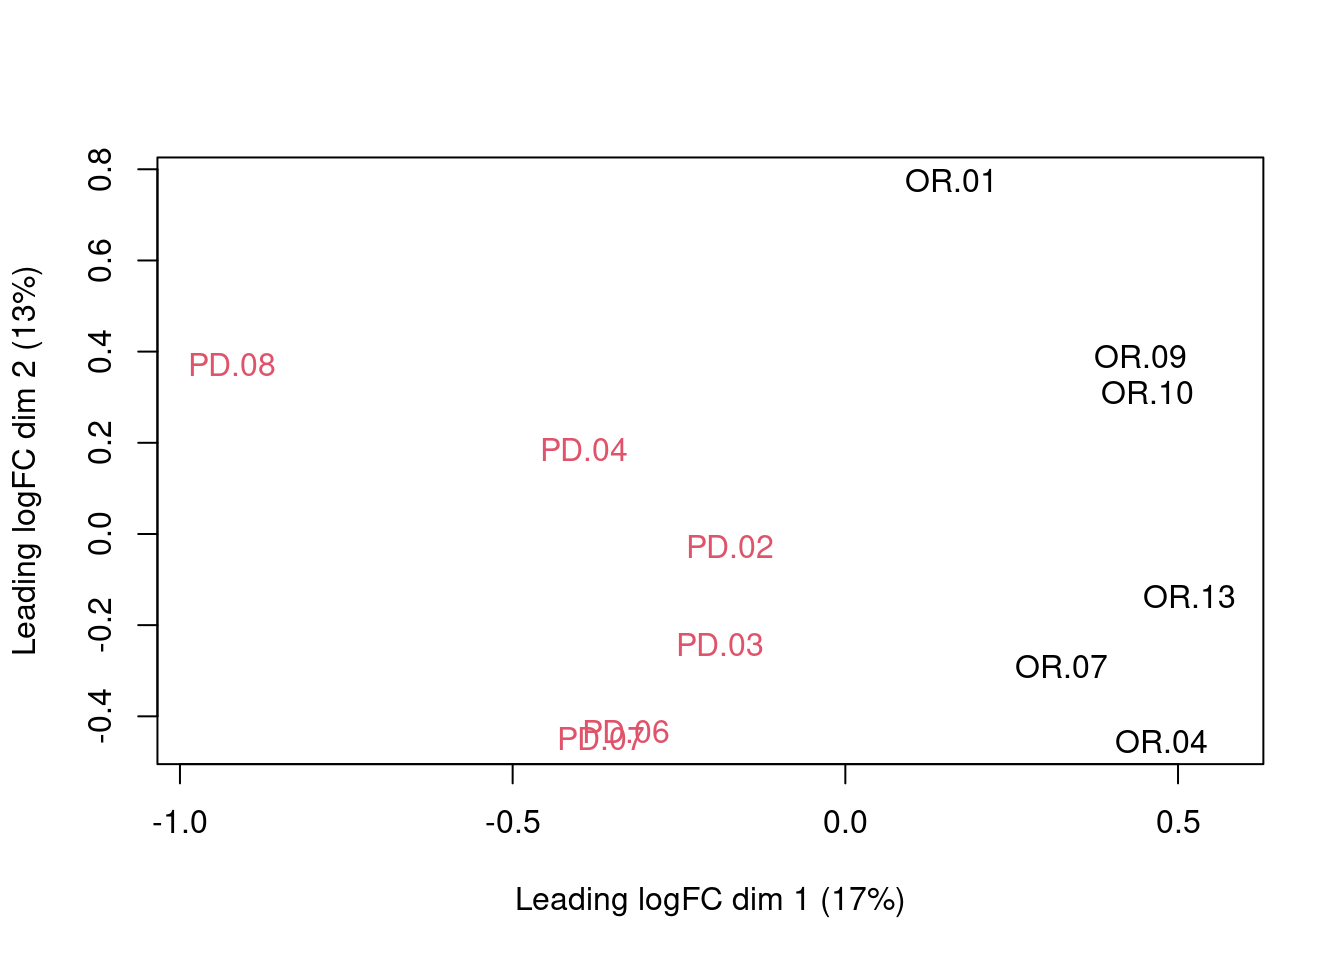 0.8
0.6
0.4
0.2
0.0
-0.2
-0.4
Leading logFC dim 2 (13%)
OR.01
OR.09
PD.08
OR.10
PD.04
PD.02
OR.13
PD.03
OR.07
PD.06
PD.07
OR.04
-1.0 -0.5 0.0 0.5
Leading logFC dim 1 (17%)